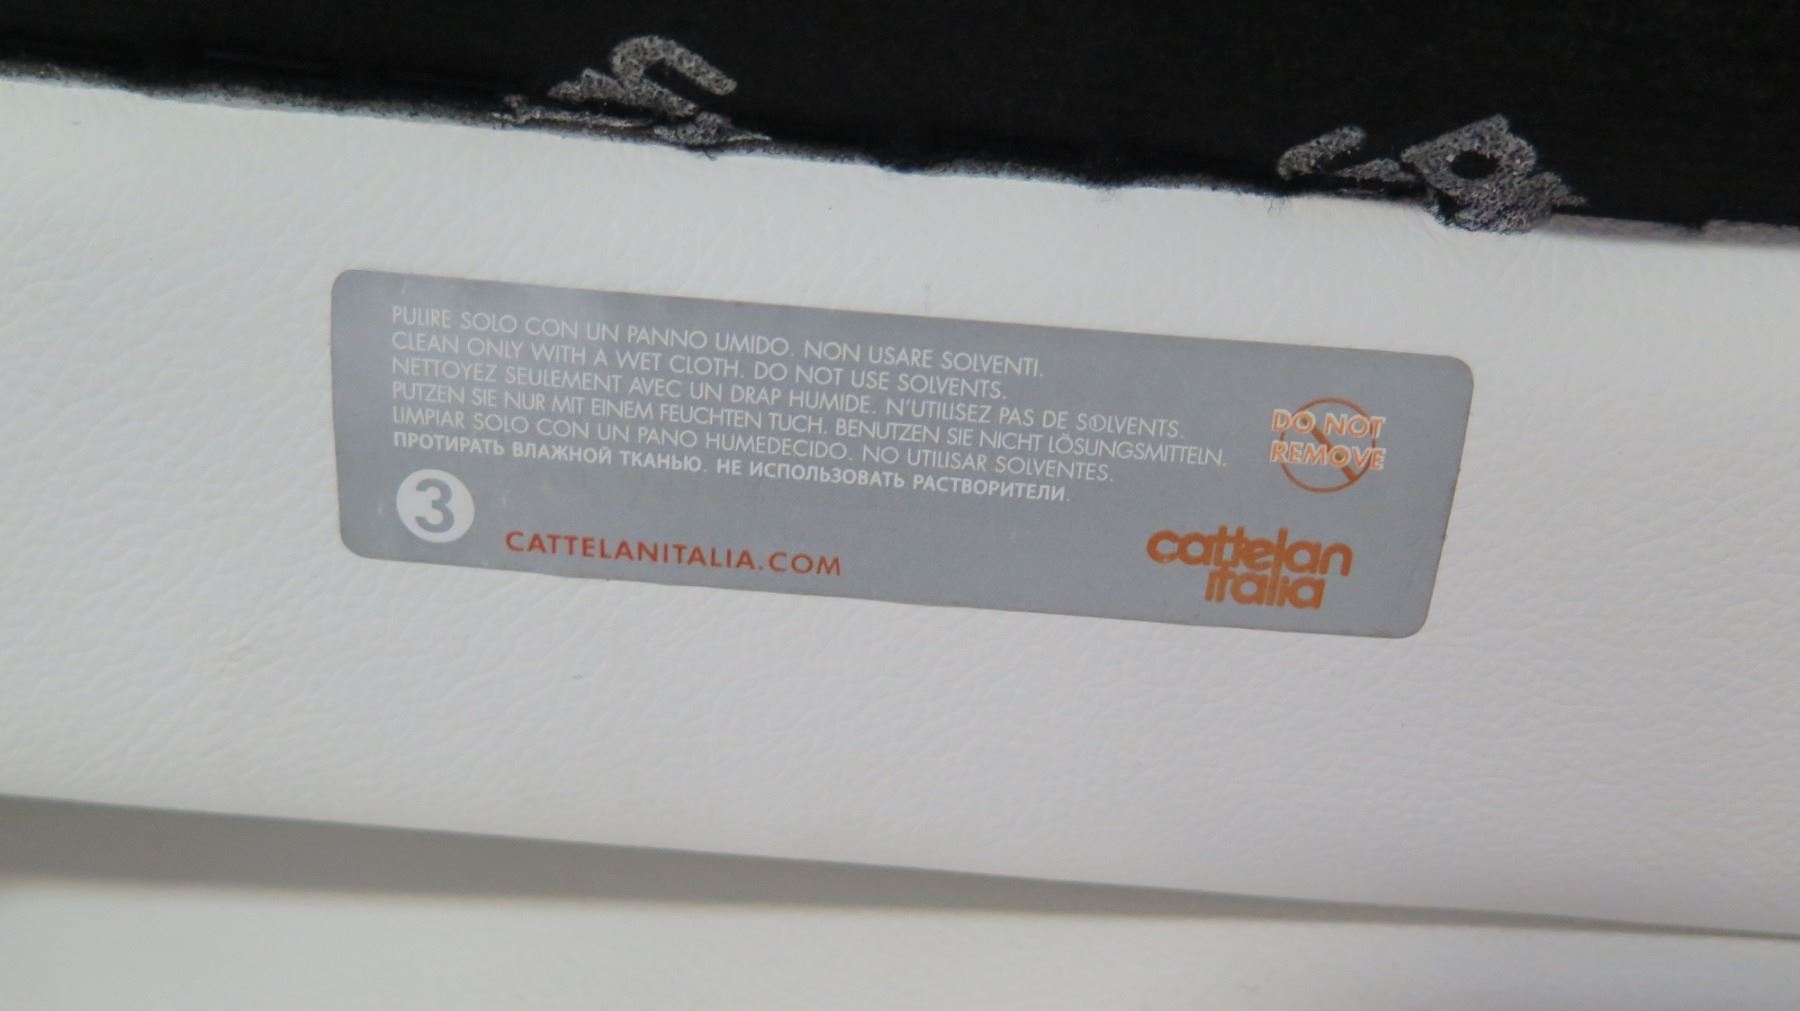 PULIRE SOLO CON UN PANNO UMIDO. NON USARE SOLVENTI.
CLEAN ONLY WITH A WET CLOTH. DO NOT USE SOLVENTS.
NETTOYEZ SEULEMENT AVEC UN DRAP HUMIDE. N'UTILISEZ PAS DE SOLVENTS.
PUTZEN SIE NUR MIT EINEM FEUCHTEN TUCH. BENUTZEN SIE NICHT LÖSUNGSMITTELN.
LIMPIAR SOLO CON UN PANO HUMEDECIDO. NO UTILISAR SOLVENTES.
ПРОТИРАТЬ ВЛАЖНОЙ ТКАНЬЮ. НЕ ИСПОЛЬЗОВАТЬ РАСТВОРИТЕЛИ.
DO NOT
REMOVE
3
CATTELANITALIA.COM
cattelan
italia